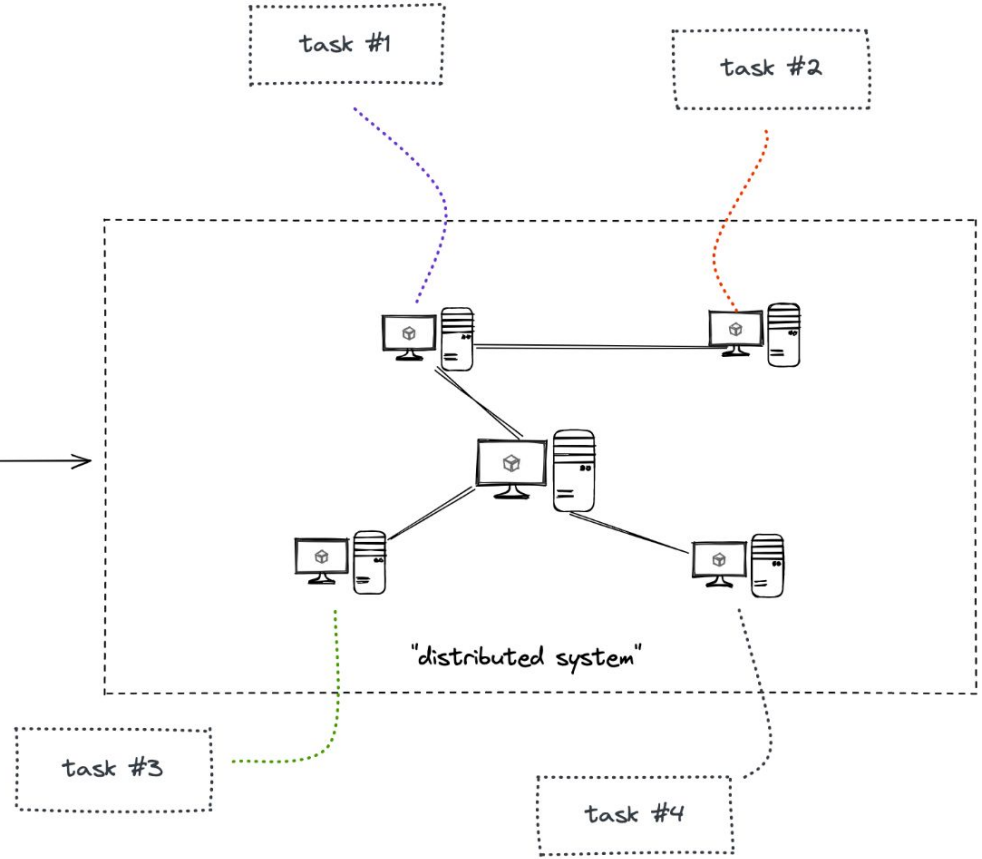 task #1
task #2
"distributed system"
task #3
task #4